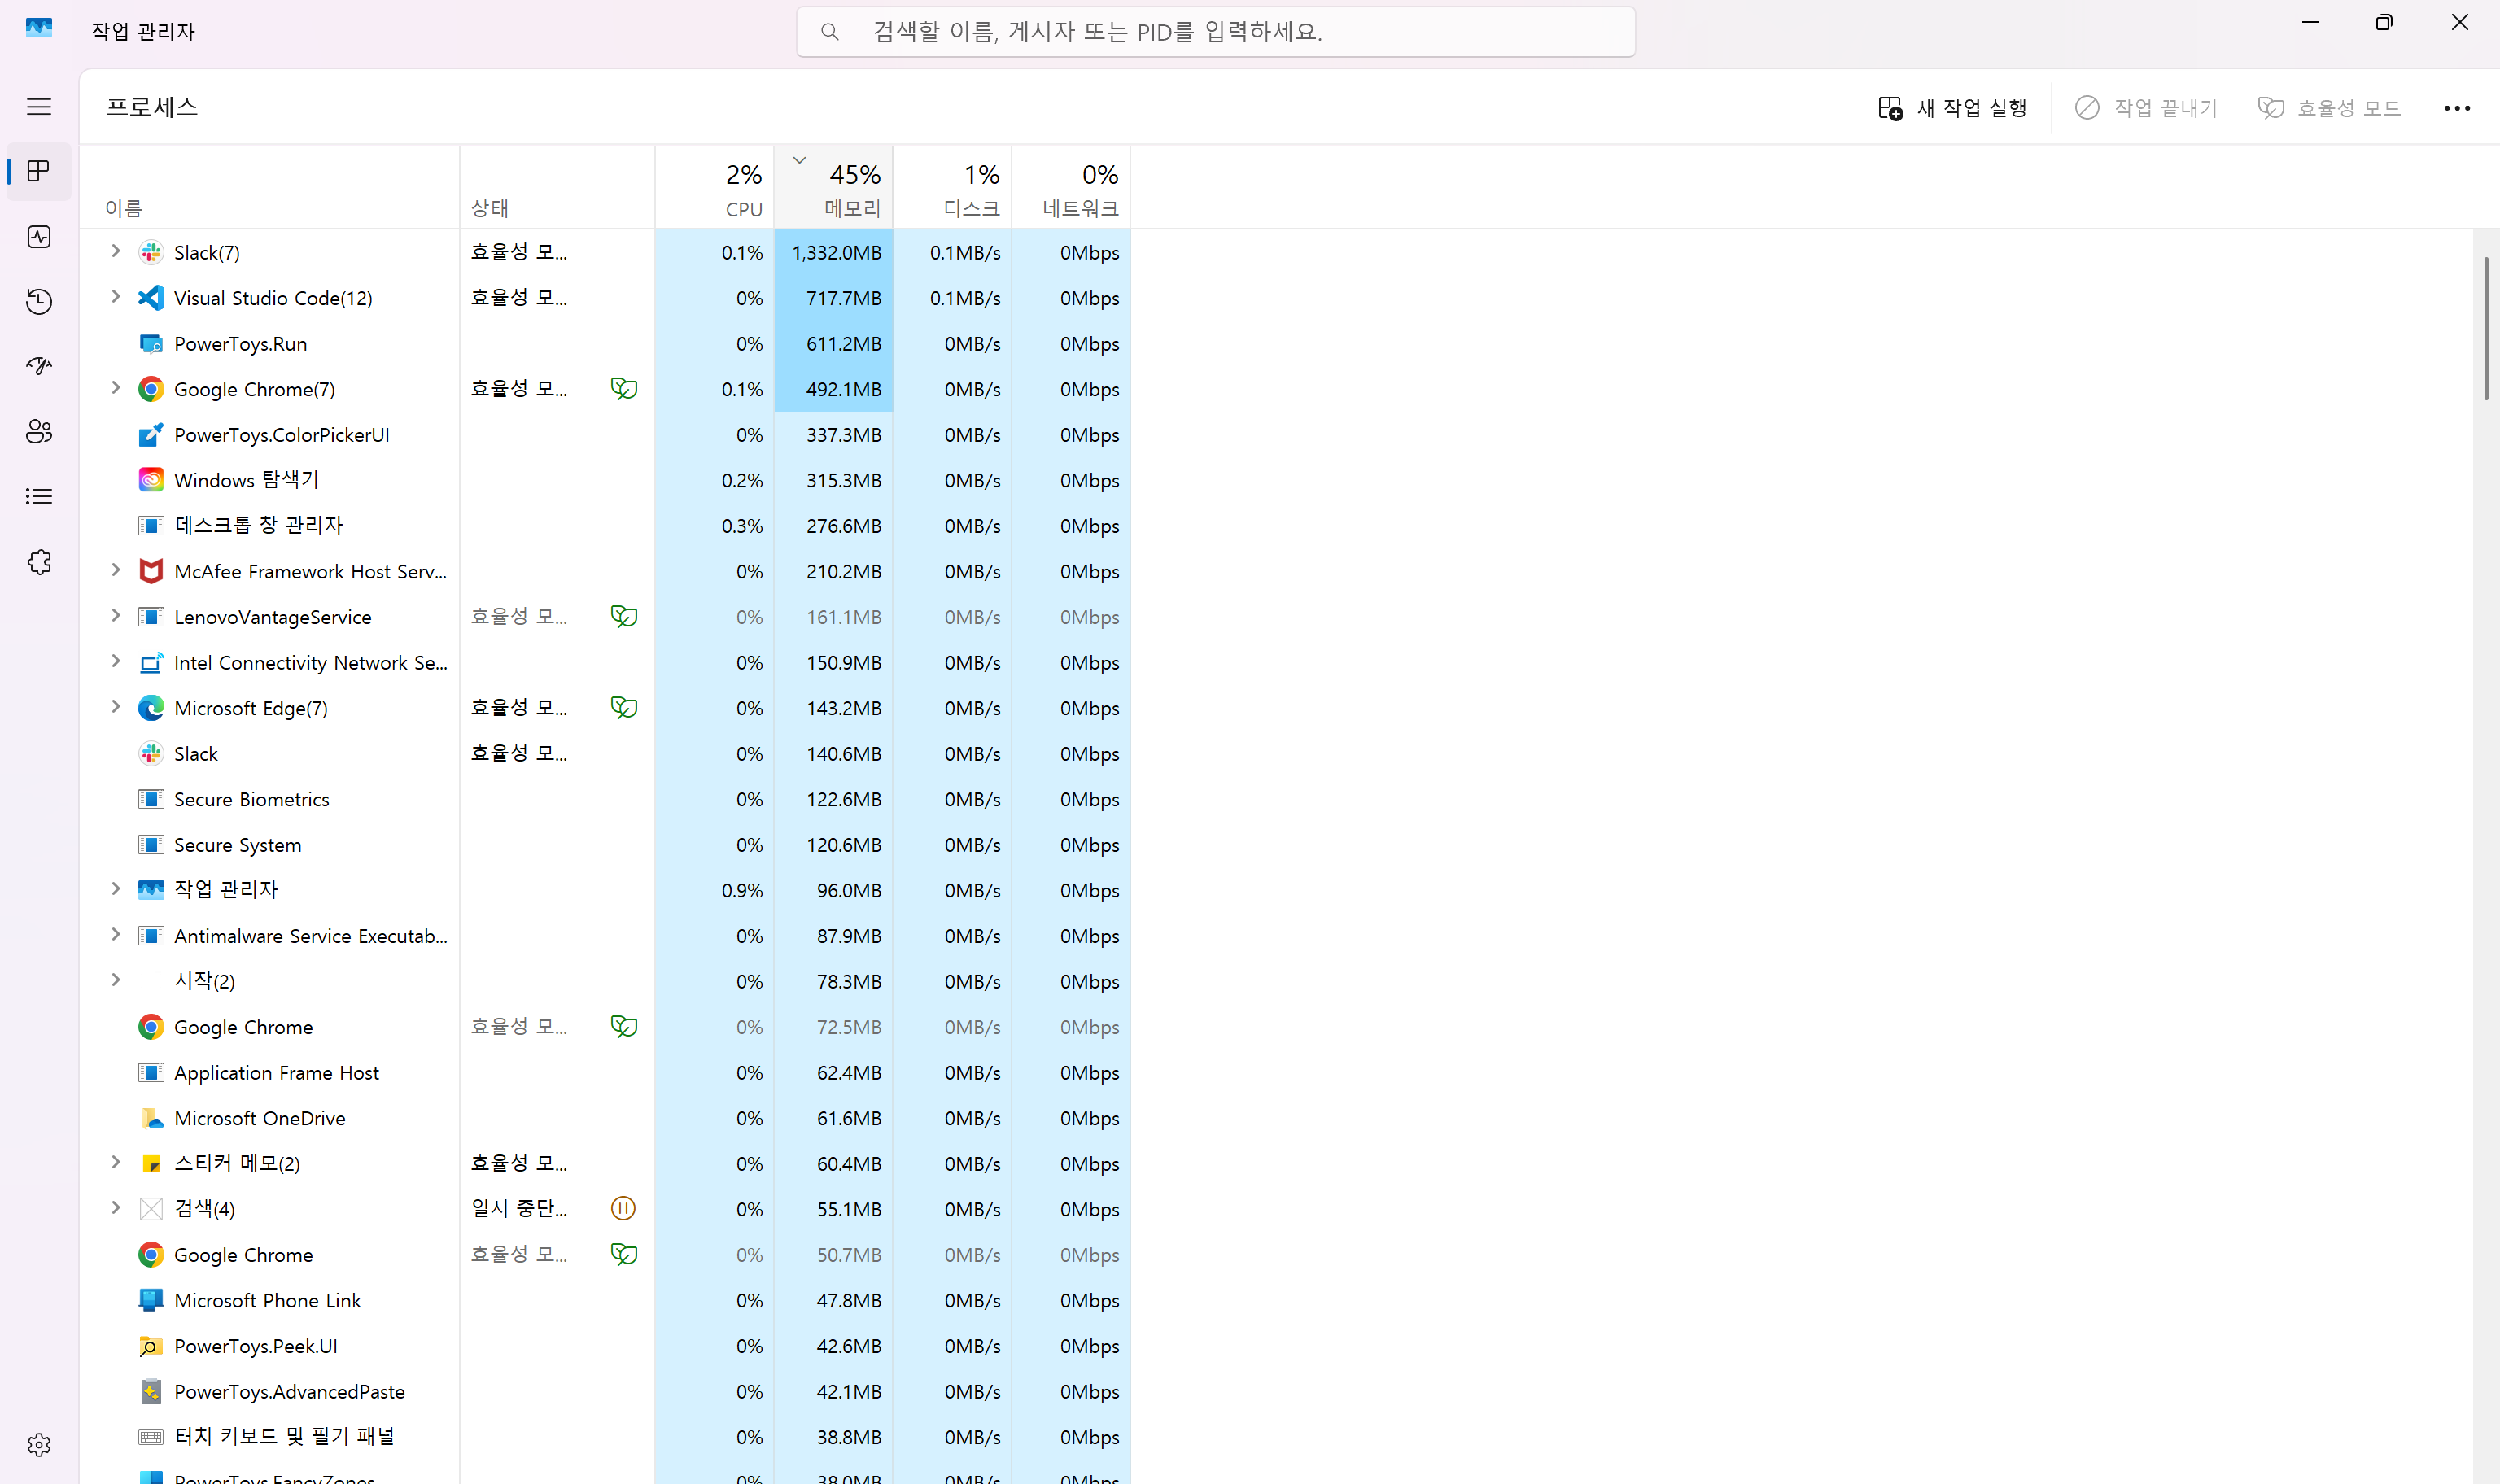 작업 관리자
검색할 이름, 게시자 또는 PID를 입력하세요.
프로세스 새 작업 실행 작업 끝내기 효율성 모드
2% 45% 1% 0%
이름 상태 CPU 메모리 디스크 네트워크
Slack(7) 효율성 모... 0.1% 1,332.0MB 0.1MB/s 0Mbps
Visual Studio Code(12) 효율성 모... 0% 717.7MB 0.1MB/s 0Mbps
PowerToys.Run 0% 611.2MB 0MB/s 0Mbps
Google Chrome(7) 효율성 모... 0.1% 492.1MB 0MB/s 0Mbps
PowerToys.ColorPickerUI 0% 337.3MB 0MB/s 0Mbps
Windows 탐색기 0.2% 315.3MB 0MB/s 0Mbps
데스크톱 창 관리자 0.3% 276.6MB 0MB/s 0Mbps
McAfee Framework Host Serv... 0% 210.2MB 0MB/s 0Mbps
LenovoVantageService 효율성 모... 0% 161.1MB 0MB/s 0Mbps
Intel Connectivity Network Se... 0% 150.9MB 0MB/s 0Mbps
Microsoft Edge(7) 효율성 모... 0% 143.2MB 0MB/s 0Mbps
Slack 효율성 모... 0% 140.6MB 0MB/s 0Mbps
Secure Biometrics 0% 122.6MB 0MB/s 0Mbps
Secure System 0% 120.6MB 0MB/s 0Mbps
작업 관리자 0.9% 96.0MB 0MB/s 0Mbps
Antimalware Service Executab... 0% 87.9MB 0MB/s 0Mbps
시작(2) 0% 78.3MB 0MB/s 0Mbps
Google Chrome 효율성 모... 0% 72.5MB 0MB/s 0Mbps
Application Frame Host 0% 62.4MB 0MB/s 0Mbps
Microsoft OneDrive 0% 61.6MB 0MB/s 0Mbps
스티커 메모(2) 효율성 모... 0% 60.4MB 0MB/s 0Mbps
검색(4) 일시 중단... 0% 55.1MB 0MB/s 0Mbps
Google Chrome 효율성 모... 0% 50.7MB 0MB/s 0Mbps
Microsoft Phone Link 0% 47.8MB 0MB/s 0Mbps
PowerToys.Peek.UI 0% 42.6MB 0MB/s 0Mbps
PowerToys.AdvancedPaste 0% 42.1MB 0MB/s 0Mbps
터치 키보드 및 필기 패널 0% 38.8MB 0MB/s 0Mbps
PowerToys.FancyZones 0% 38.0MB 0MB/s 0Mbps